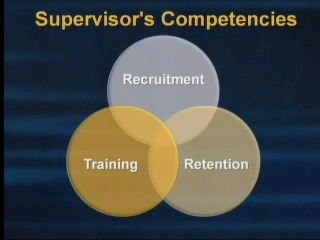 Supervisor's Competencies
Recruitment
Training
Retention